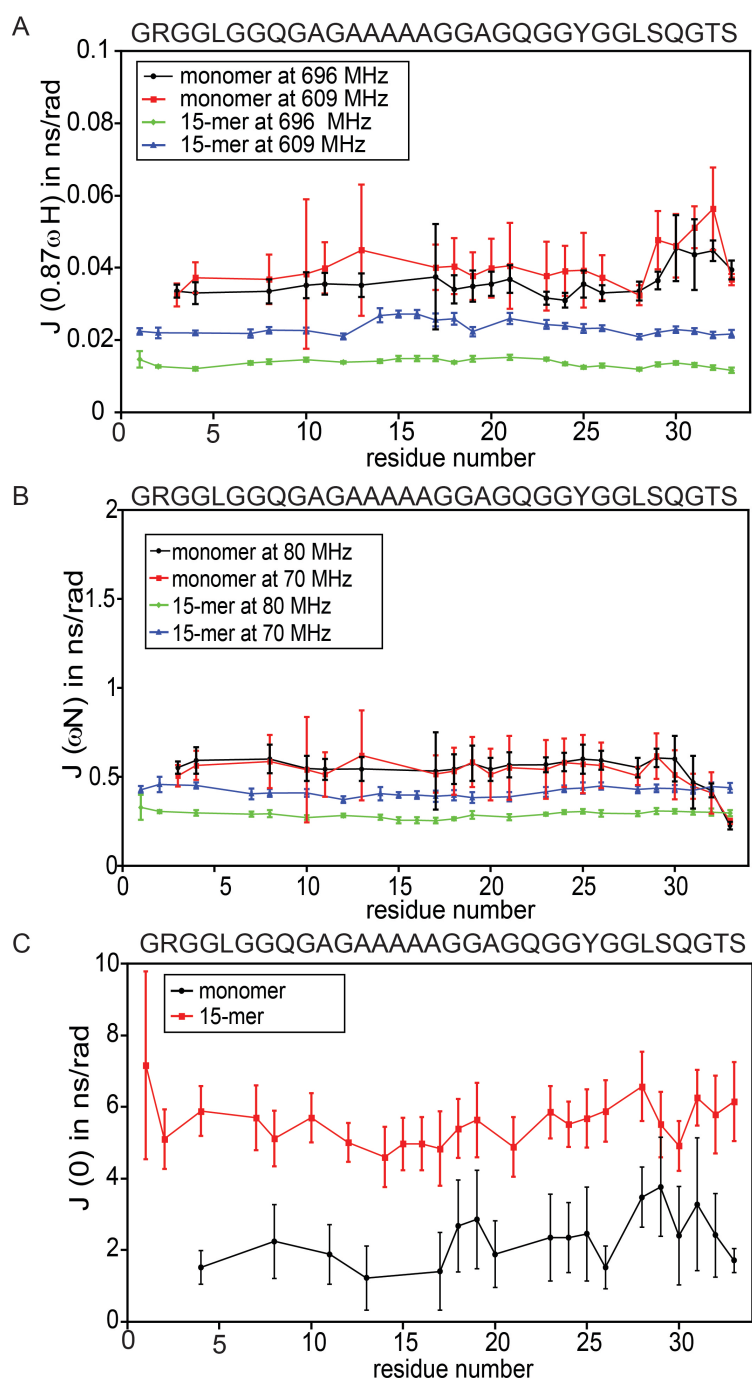 A
GRGGLGGQGAGAAAAAGGAGQGGYGGLSQGTS
0.1
0.08
0.06
0.04
0.02
0
J (0.87ω H) in ns/rad
monomer at 696 MHz
monomer at 609 MHz
15-mer at 696 MHz
15-mer at 609 MHz
0 5 10 15 20 25 30
residue number
B
GRGGLGGQGAGAAAAAGGAGQGGYGGLSQGTS
2
1.5
1
0.5
0
J (ωN) in ns/rad
monomer at 80 MHz
monomer at 70 MHz
15-mer at 80 MHz
15-mer at 70 MHz
0 5 10 15 20 25 30
residue number
C
GRGGLGGQGAGAAAAAGGAGQGGYGGLSQGTS
10
8
6
4
2
0
J (0) in ns/rad
monomer
15-mer
0 5 10 15 20 25 30
residue number